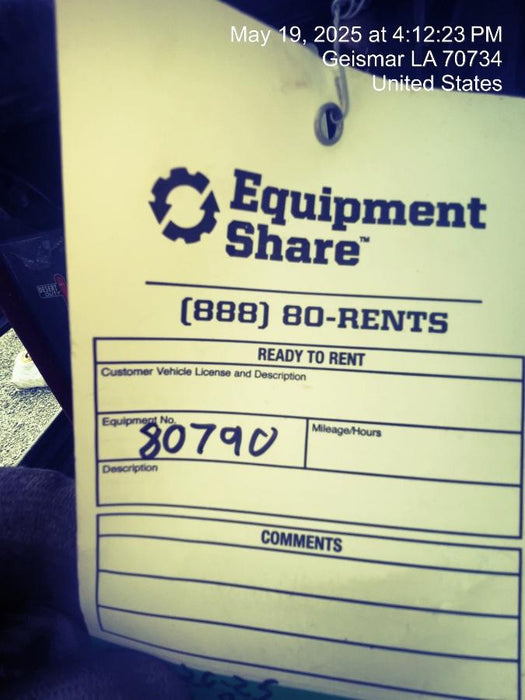 May 19, 2025 at 4:12:23 PM
Geismar LA 70734
United States
Equipment
Share™
(888) 80-RENTS
READY TO RENT
Customer Vehicle License and Description
Equipment No.
80790
Mileage/Hours
Description
COMMENTS